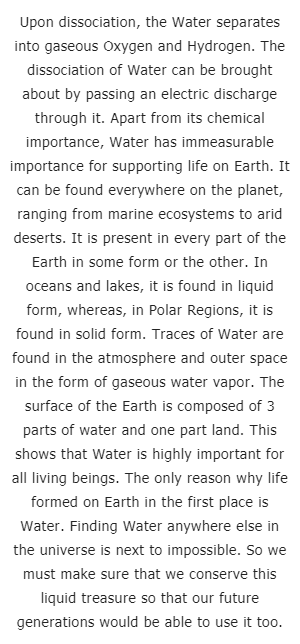 Upon dissociation, the Water separates
into gaseous Oxygen and Hydrogen. The
dissociation of Water can be brought
about by passing an electric discharge
through it. Apart from its chemical
importance, Water has immeasurable
importance for supporting life on Earth. It
can be found everywhere on the planet,
ranging from marine ecosystems to arid
deserts. It is present in every part of the
Earth in some form or the other. In
oceans and lakes, it is found in liquid
form, whereas, in Polar Regions, it is
found in solid form. Traces of Water are
found in the atmosphere and outer space
in the form of gaseous water vapor. The
surface of the Earth is composed of 3
parts of water and one part land. This
shows that Water is highly important for
all living beings. The only reason why life
formed on Earth in the first place is
Water. Finding Water anywhere else in
the universe is next to impossible. So we
must make sure that we conserve this
liquid treasure so that our future
generations would be able to use it too.